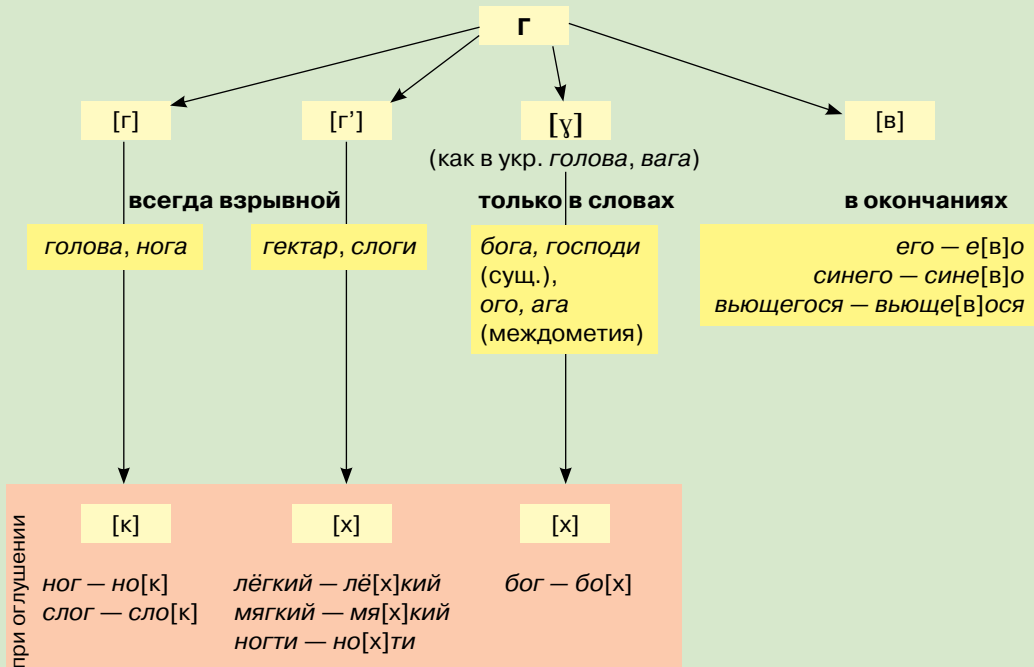 Г
[г]
[г’]
[ɣ]
[в]
(как в укр. голова, вага)
всегда взрывной
только в словах
в окончаниях
голова, нога
гектар, слоги
бога, господи
(сущ.),
ого, ага
(междометия)
его — е[в]о
синего — сине[в]о
вьющегося — вьюще[в]ося
при оглушении
[к]
[х]
[х]
ног — но[к]
слог — сло[к]
лёгкий — лё[х]кий
мягкий — мя[х]кий
ногти — но[х]ти
бог — бо[х]